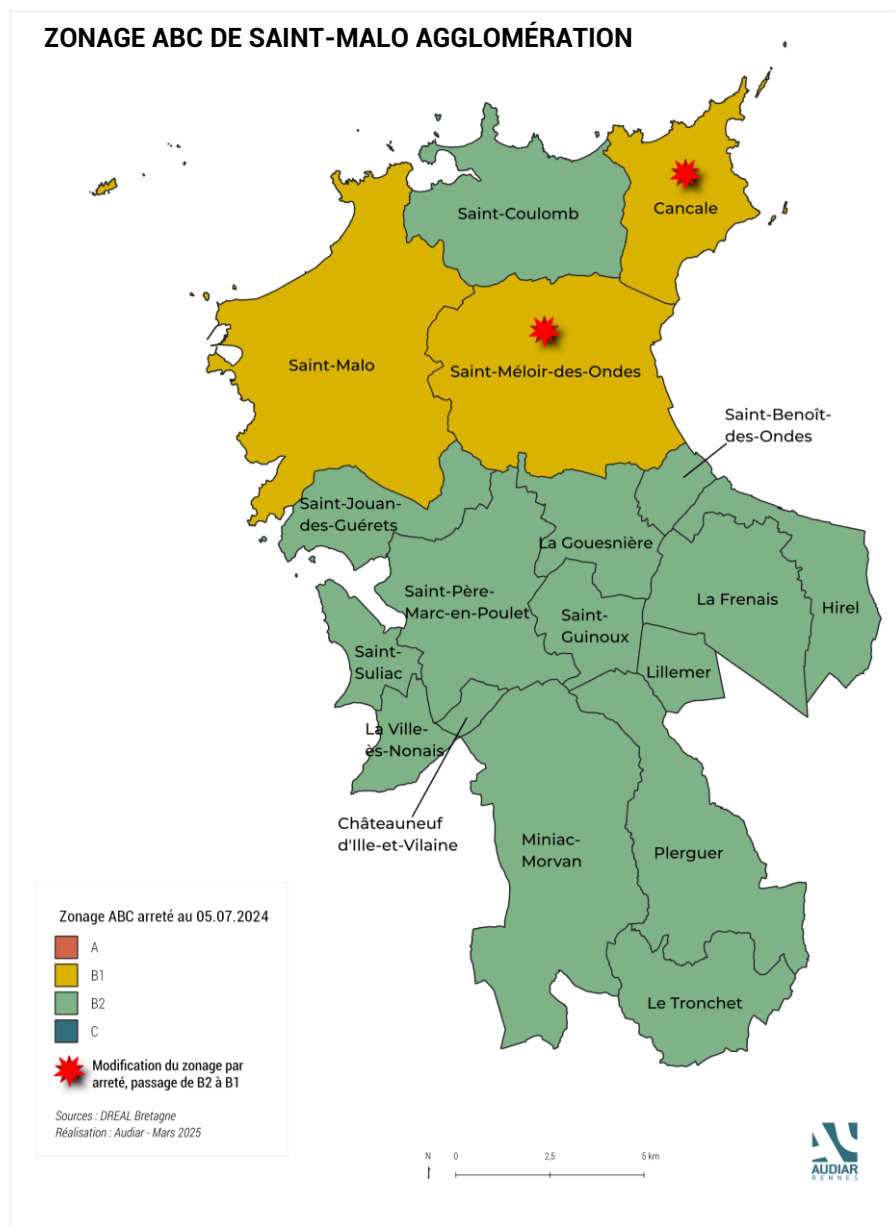 ZONAGE ABC DE SAINT-MALO AGGLOMÉRATION
Saint-Coulomb
Cancale
Saint-Malo
Saint-Méloir-des-Ondes
Saint-Benoît-
des-Ondes
Saint-Jouan-
des-Guérets
La Gouesnière
Saint-Père-
Marc-en-Poulet
Saint-
Guinoux
La Frenais
Hirel
Saint-
Suliac
Lillemer
La Ville-
ès-Nonais
Châteauneuf
d'Ille-et-Vilaine
Miniac-
Morvan
Plerguer
Le Tronchet
Zonage ABC arreté au 05.07.2024
A
B1
B2
C
Modification du zonage par
arreté, passage de B2 à B1
Sources : DREAL Bretagne
Réalisation : Audiar - Mars 2025
N 0 2,5 5 km
AUDIAR
RENNES